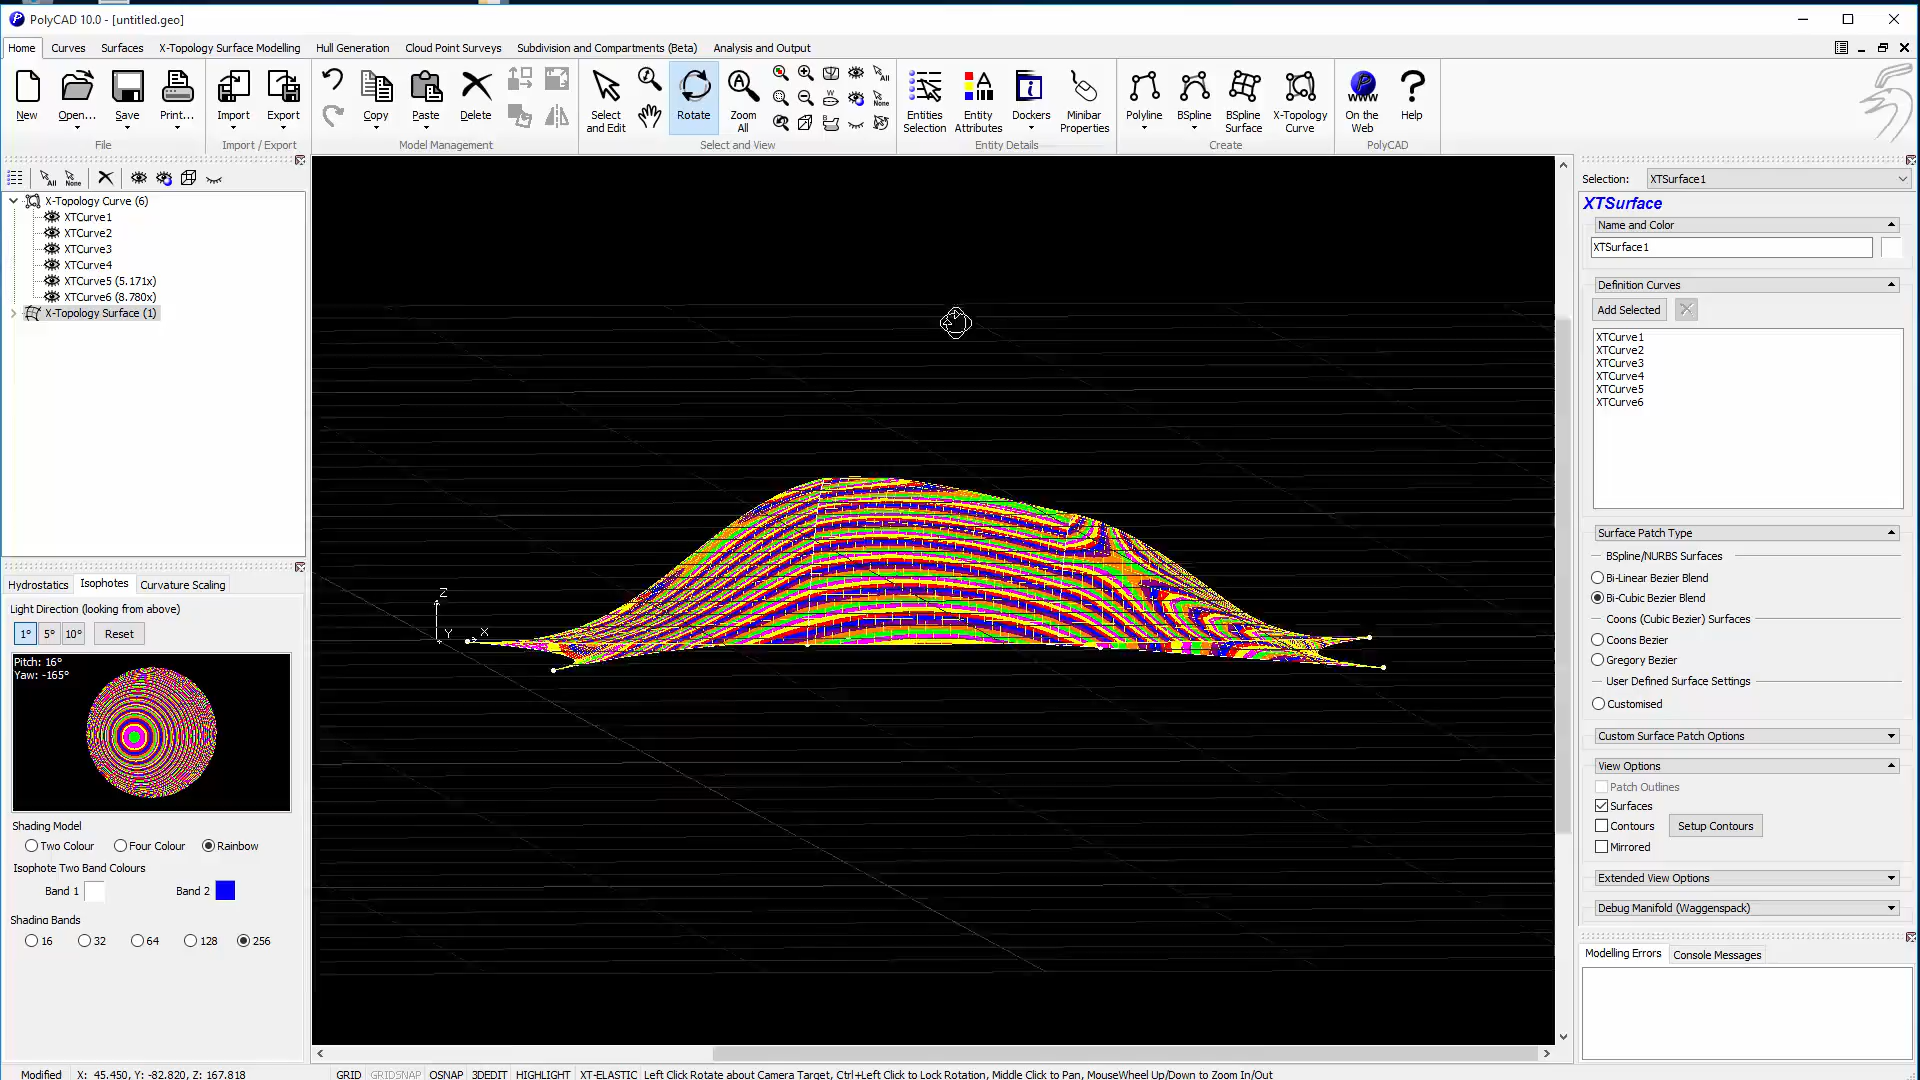 PolyCAD 10.0 - [untitled.geo]
Home Curves Surfaces X-Topology Surface Modelling Hull Generation Cloud Point Surveys Subdivision and Compartments (Beta) Analysis and Output
New Open... Save Print... Import Export Copy Paste Delete Select and Edit Rotate Zoom All Entities Selection Entity Attributes Dockers Minibar Properties Polyline BSpline BSpline Surface X-Topology Curve On the Web Help
File Import / Export Model Management Select and View Entity Details Create PolyCAD
All None
X-Topology Curve (6)
XTCurve1
XTCurve2
XTCurve3
XTCurve4
XTCurve5 (5.171x)
XTCurve6 (8.780x)
X-Topology Surface (1)
Hydrostatics Isophotes Curvature Scaling
Light Direction (looking from above)
1° 5° 10° Reset
Pitch: 16°
Yaw: -165°
Shading Model
Two Colour Four Colour Rainbow
Isophote Two Band Colours
Band 1 Band 2
Shading Bands
16 32 64 128 256
Z
Y X
Selection: XTSurface1
XTSurface
Name and Color
XTSurface1
Definition Curves
Add Selected
XTCurve1
XTCurve2
XTCurve3
XTCurve4
XTCurve5
XTCurve6
Surface Patch Type
BSpline/NURBS Surfaces
Bi-Linear Bezier Blend
Bi-Cubic Bezier Blend
Coons (Cubic Bezier) Surfaces
Coons Bezier
Gregory Bezier
User Defined Surface Settings
Customised
Custom Surface Patch Options
View Options
Patch Outlines
Surfaces
Contours Setup Contours
Mirrored
Extended View Options
Debug Manifold (Waggenspack)
Modelling Errors Console Messages
Modified X: 45.450, Y: -82.820, Z: 167.818 GRID GRIDSNAP OSNAP 3DEDIT HIGHLIGHT XT-ELASTIC Left Click Rotate about Camera Target, Ctrl+Left Click to Lock Rotation, Middle Click to Pan, MouseWheel Up/Down to Zoom In/Out